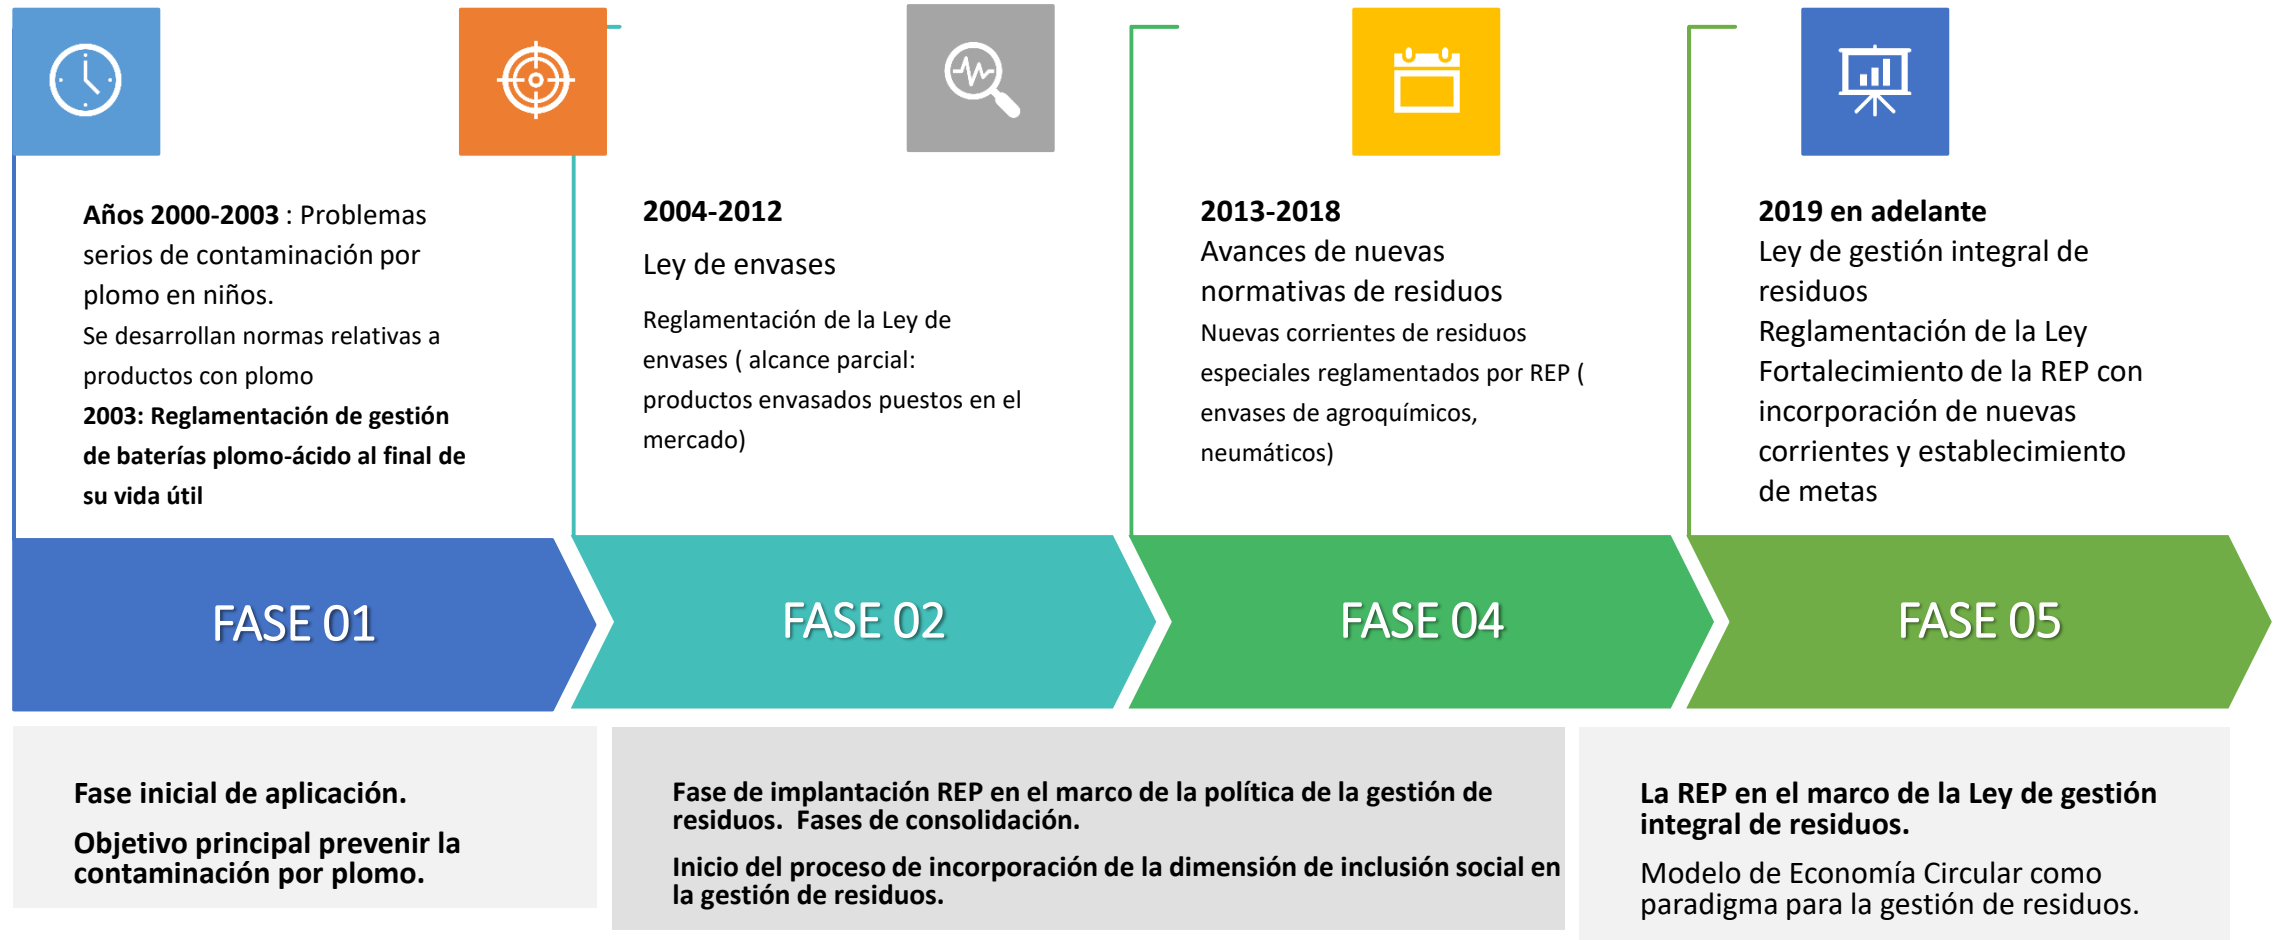 Años 2000-2003 : Problemas
serios de contaminación por
plomo en niños.
Se desarrollan normas relativas a
productos con plomo
2003: Reglamentación de gestión
de baterías plomo-ácido al final de
su vida útil
2004-2012
Ley de envases
Reglamentación de la Ley de
envases ( alcance parcial:
productos envasados puestos en el
mercado)
2013-2018
Avances de nuevas
normativas de residuos
Nuevas corrientes de residuos
especiales reglamentados por REP (
envases de agroquímicos,
neumáticos)
2019 en adelante
Ley de gestión integral de
residuos
Reglamentación de la Ley
Fortalecimiento de la REP con
incorporación de nuevas
corrientes y establecimiento
de metas
FASE 01
FASE 02
FASE 04
FASE 05
Fase inicial de aplicación.
Objetivo principal prevenir la
contaminación por plomo.
Fase de implantación REP en el marco de la política de la gestión de
residuos. Fases de consolidación.
Inicio del proceso de incorporación de la dimensión de inclusión social en
la gestión de residuos.
La REP en el marco de la Ley de gestión
integral de residuos.
Modelo de Economía Circular como
paradigma para la gestión de residuos.